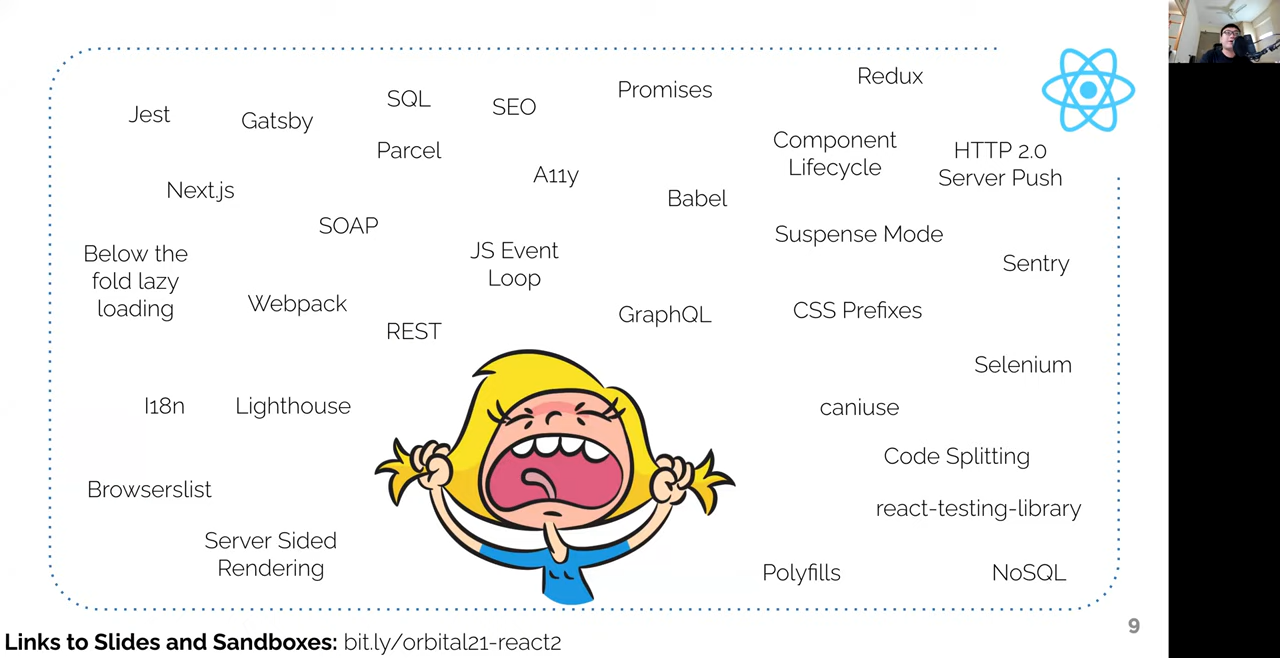 Redux
Promises
SQL
SEO
Jest
Gatsby
Component
Lifecycle
HTTP 2.0
Server Push
Parcel
A11y
Next.js
Babel
SOAP
Suspense Mode
Below the
fold lazy
loading
JS Event
Loop
Sentry
Webpack
REST
GraphQL
CSS Prefixes
Selenium
I18n
Lighthouse
caniuse
Code Splitting
Browserslist
react-testing-library
Server Sided
Rendering
Polyfills
NoSQL
9
Links to Slides and Sandboxes: bit.ly/orbital21-react2